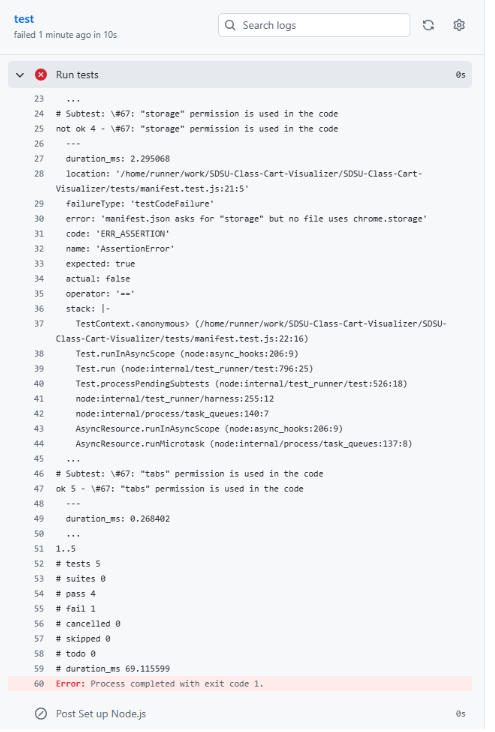 test
failed 1 minute ago in 10s
Search logs
Run tests
0s
23 ...
24 # Subtest: \#67: "storage" permission is used in the code
25 not ok 4 - \#67: "storage" permission is used in the code
26 ---
27 duration_ms: 2.295068
28 location: '/home/runner/work/SDSU-Class-Cart-Visualizer/SDSU-Class-Cart-
Visualizer/tests/manifest.test.js:21:5'
29 failureType: 'testCodeFailure'
30 error: 'manifest.json asks for "storage" but no file uses chrome.storage'
31 code: 'ERR_ASSERTION'
32 name: 'AssertionError'
33 expected: true
34 actual: false
35 operator: '=='
36 stack: |-
37 TestContext.<anonymous> (/home/runner/work/SDSU-Class-Cart-Visualizer/SDSU-
Class-Cart-Visualizer/tests/manifest.test.js:22:16)
38 Test.runInAsyncScope (node:async_hooks:206:9)
39 Test.run (node:internal/test_runner/test:796:25)
40 Test.processPendingSubtests (node:internal/test_runner/test:526:18)
41 node:internal/test_runner/harness:255:12
42 node:internal/process/task_queues:140:7
43 AsyncResource.runInAsyncScope (node:async_hooks:206:9)
44 AsyncResource.runMicrotask (node:internal/process/task_queues:137:8)
45 ...
46 # Subtest: \#67: "tabs" permission is used in the code
47 ok 5 - \#67: "tabs" permission is used in the code
48 ---
49 duration_ms: 0.268402
50 ...
51 1..5
52 # tests 5
53 # suites 0
54 # pass 4
55 # fail 1
56 # cancelled 0
57 # skipped 0
58 # todo 0
59 # duration_ms 69.115599
60 Error: Process completed with exit code 1.
Post Set up Node.js
0s